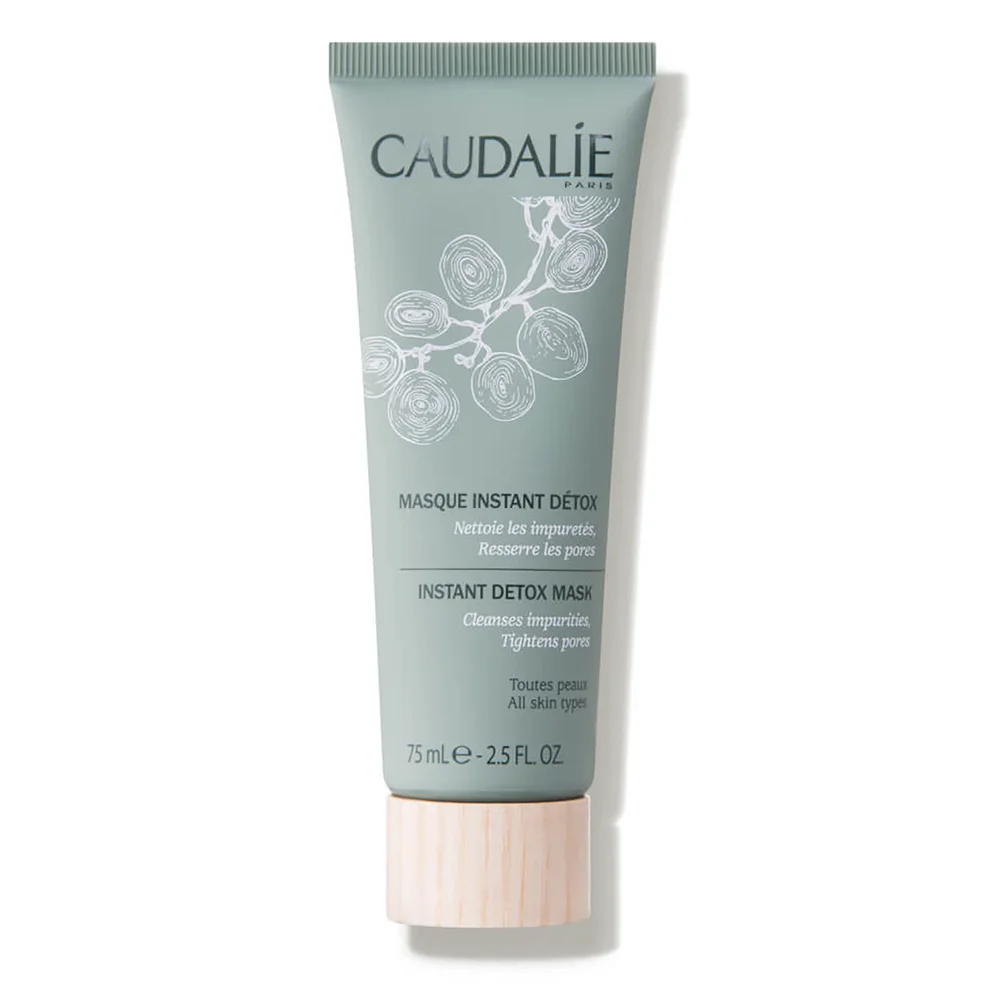 CAUDALÍE
PARIS
MASQUE INSTANT DÉTOX
Nettoie les impuretés,
Resserre les pores
INSTANT DETOX MASK
Cleanses impurities,
Tightens pores
Toutes peaux
All skin types
75 mL ℮ - 2.5 FL. OZ.